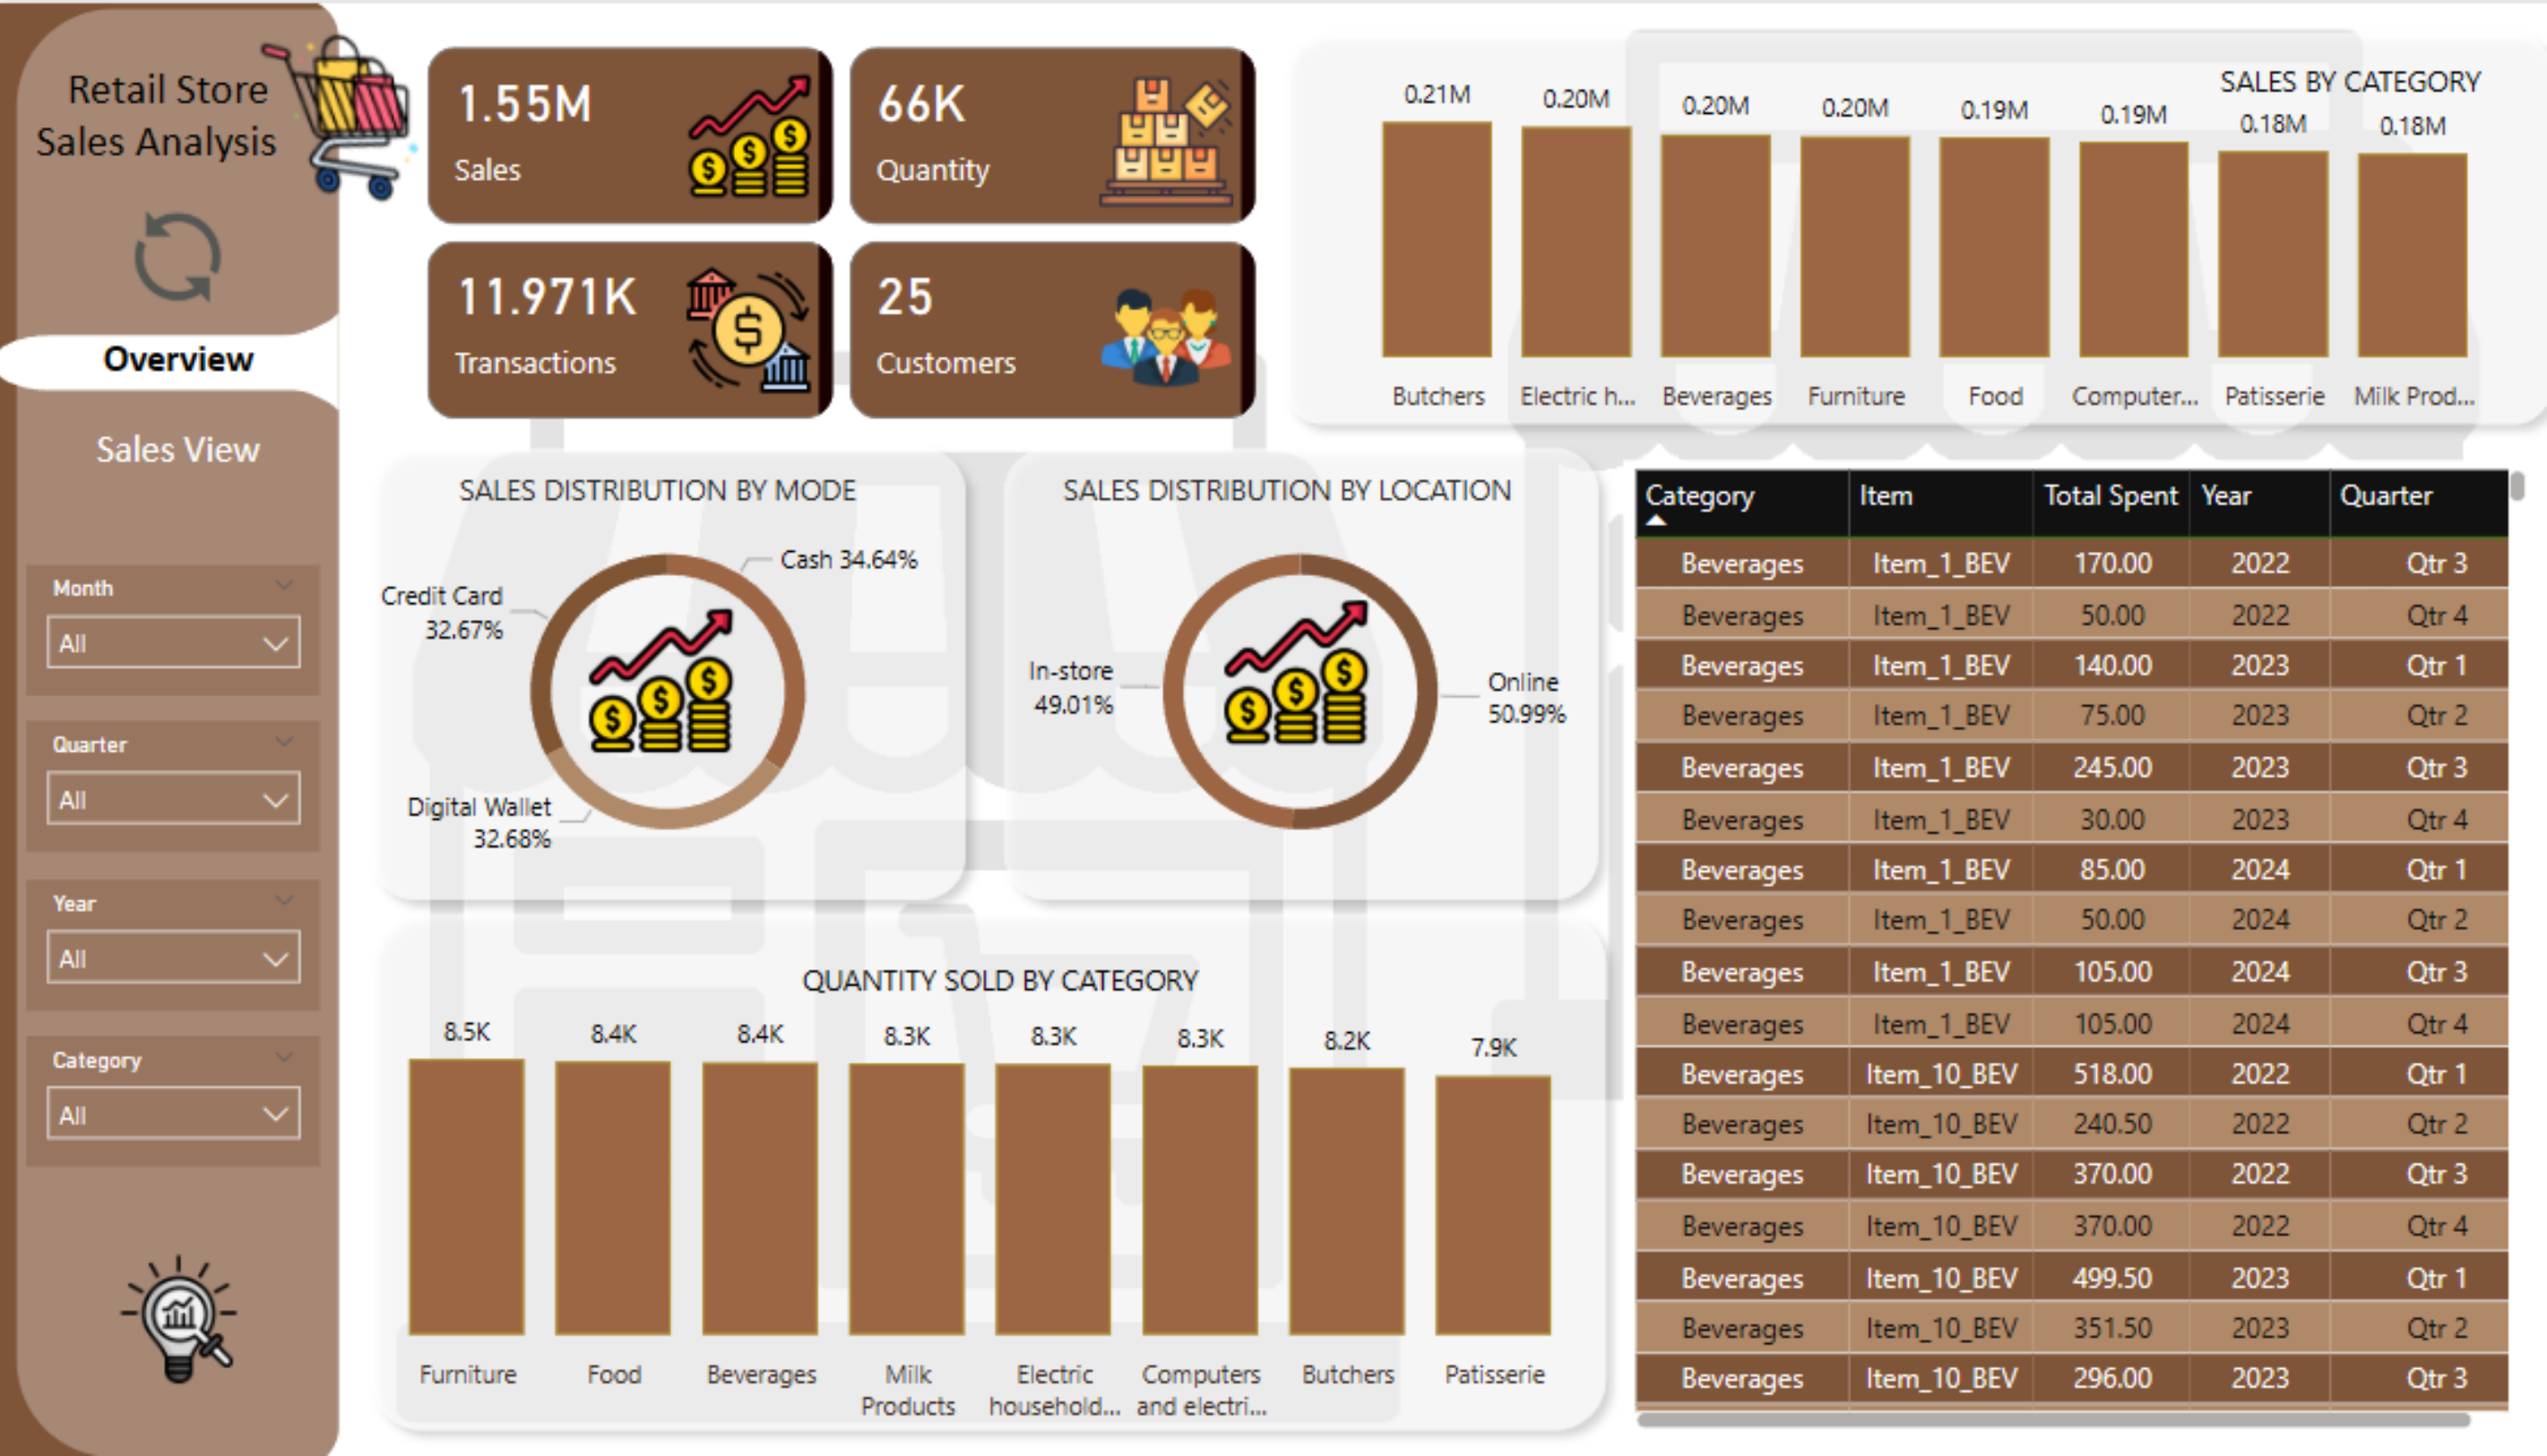 Retail Store
Sales Analysis
Overview
Sales View
Month
All
Quarter
All
Year
All
Category
All
1.55M
Sales
66K
Quantity
11.971K
Transactions
25
Customers
SALES BY CATEGORY
0.21M 0.20M 0.20M 0.20M 0.19M 0.19M 0.18M 0.18M
Butchers Electric h... Beverages Furniture Food Computer... Patisserie Milk Prod...
SALES DISTRIBUTION BY MODE
Cash 34.64%
Credit Card
32.67%
Digital Wallet
32.68%
SALES DISTRIBUTION BY LOCATION
In-store
49.01%
Online
50.99%
QUANTITY SOLD BY CATEGORY
8.5K 8.4K 8.4K 8.3K 8.3K 8.3K 8.2K 7.9K
Furniture Food Beverages Milk Electric Computers Butchers Patisserie
Products household... and electri...
Category Item Total Spent Year Quarter
Beverages Item_1_BEV 170.00 2022 Qtr 3
Beverages Item_1_BEV 50.00 2022 Qtr 4
Beverages Item_1_BEV 140.00 2023 Qtr 1
Beverages Item_1_BEV 75.00 2023 Qtr 2
Beverages Item_1_BEV 245.00 2023 Qtr 3
Beverages Item_1_BEV 30.00 2023 Qtr 4
Beverages Item_1_BEV 85.00 2024 Qtr 1
Beverages Item_1_BEV 50.00 2024 Qtr 2
Beverages Item_1_BEV 105.00 2024 Qtr 3
Beverages Item_1_BEV 105.00 2024 Qtr 4
Beverages Item_10_BEV 518.00 2022 Qtr 1
Beverages Item_10_BEV 240.50 2022 Qtr 2
Beverages Item_10_BEV 370.00 2022 Qtr 3
Beverages Item_10_BEV 370.00 2022 Qtr 4
Beverages Item_10_BEV 499.50 2023 Qtr 1
Beverages Item_10_BEV 351.50 2023 Qtr 2
Beverages Item_10_BEV 296.00 2023 Qtr 3